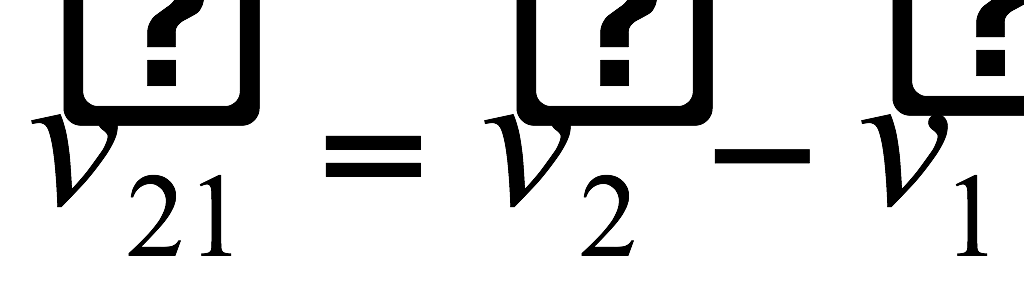 v₂₁ = v₂ − v₁